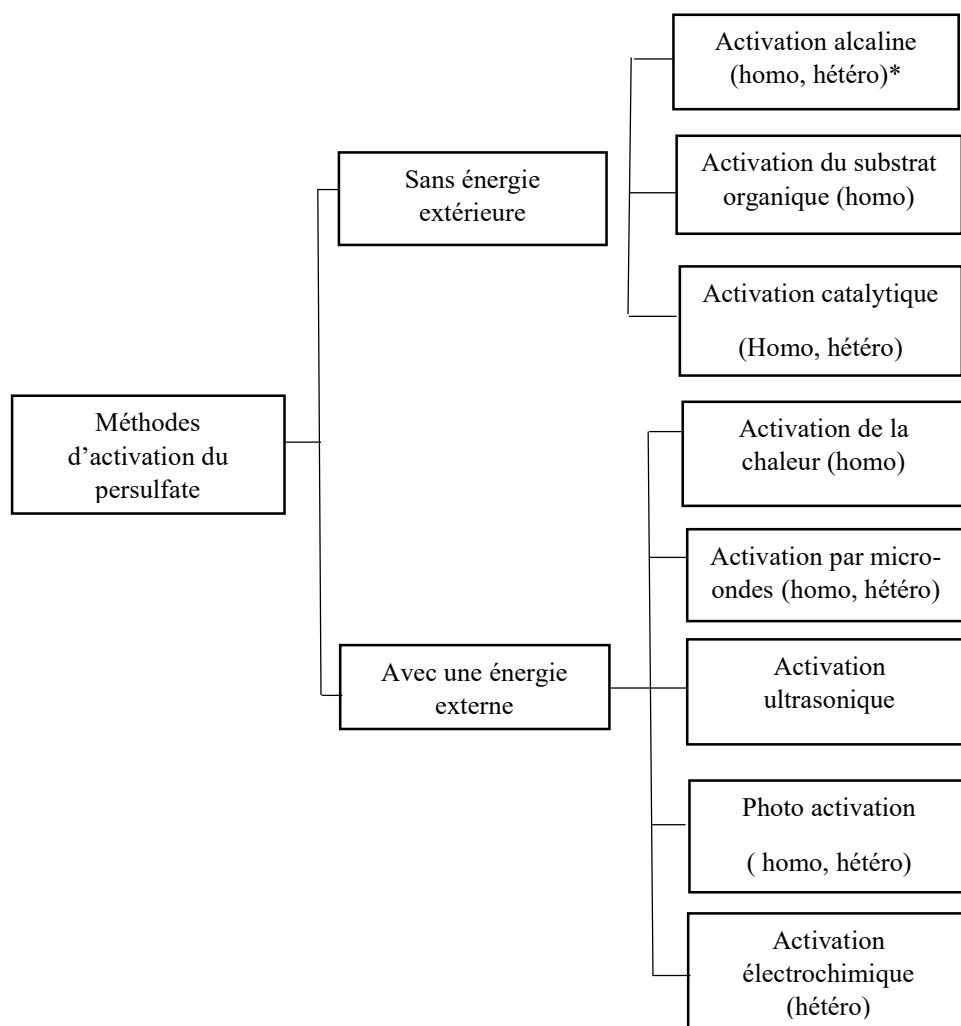 Méthodes
d’activation du
persulfate
Sans énergie
extérieure
Activation alcaline
(homo, hétéro)*
Activation du substrat
organique (homo)
Activation catalytique
(Homo, hétéro)
Avec une énergie
externe
Activation de la
chaleur (homo)
Activation par micro-
ondes (homo, hétéro)
Activation
ultrasonique
Photo activation
( homo, hétéro)
Activation
électrochimique
(hétéro)